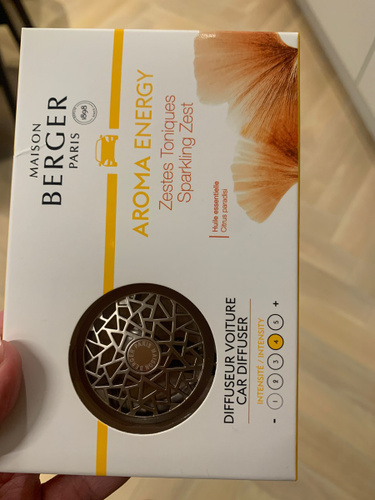 MAISON
BERGER
PARIS
1898
AROMA ENERGY
Zestes Toniques
Sparkling Zest
Huile essentielle
Citrus paradisi
DIFFUSEUR VOITURE
CAR DIFFUSER
INTENSITÉ / INTENSITY
- 1 2 3 4 5 +